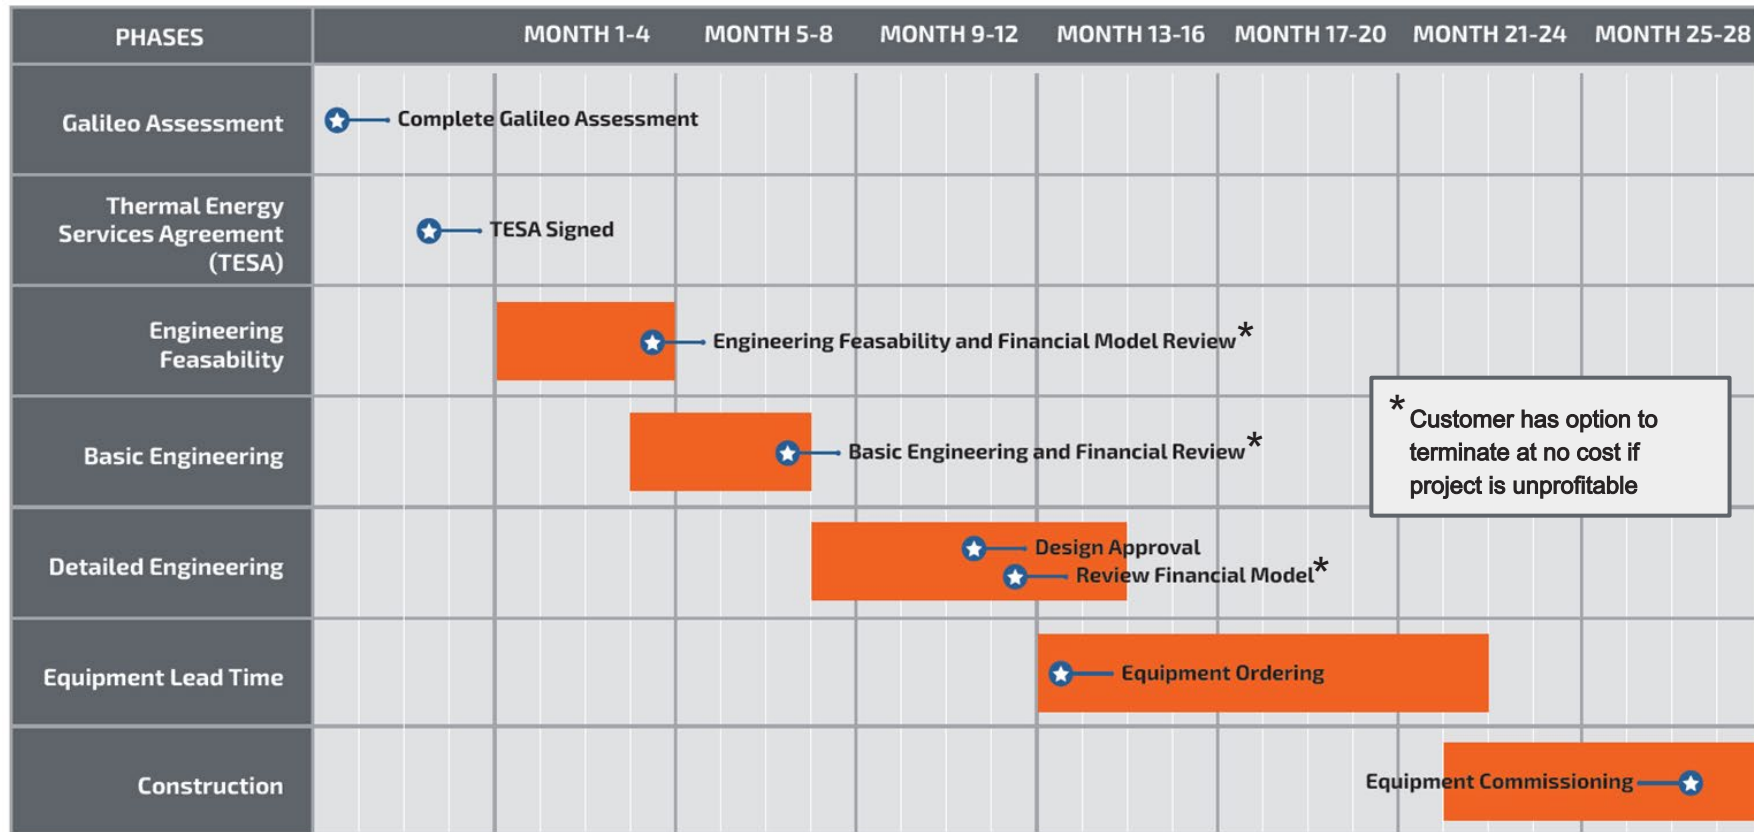 PHASES
MONTH 1-4
MONTH 5-8
MONTH 9-12
MONTH 13-16
MONTH 17-20
MONTH 21-24
MONTH 25-28
Galileo Assessment
Complete Galileo Assessment
Thermal Energy
Services Agreement
(TESA)
TESA Signed
Engineering
Feasability
Engineering Feasability and Financial Model Review*
Basic Engineering
Basic Engineering and Financial Review*
* Customer has option to
terminate at no cost if
project is unprofitable
Detailed Engineering
Design Approval
Review Financial Model*
Equipment Lead Time
Equipment Ordering
Construction
Equipment Commissioning